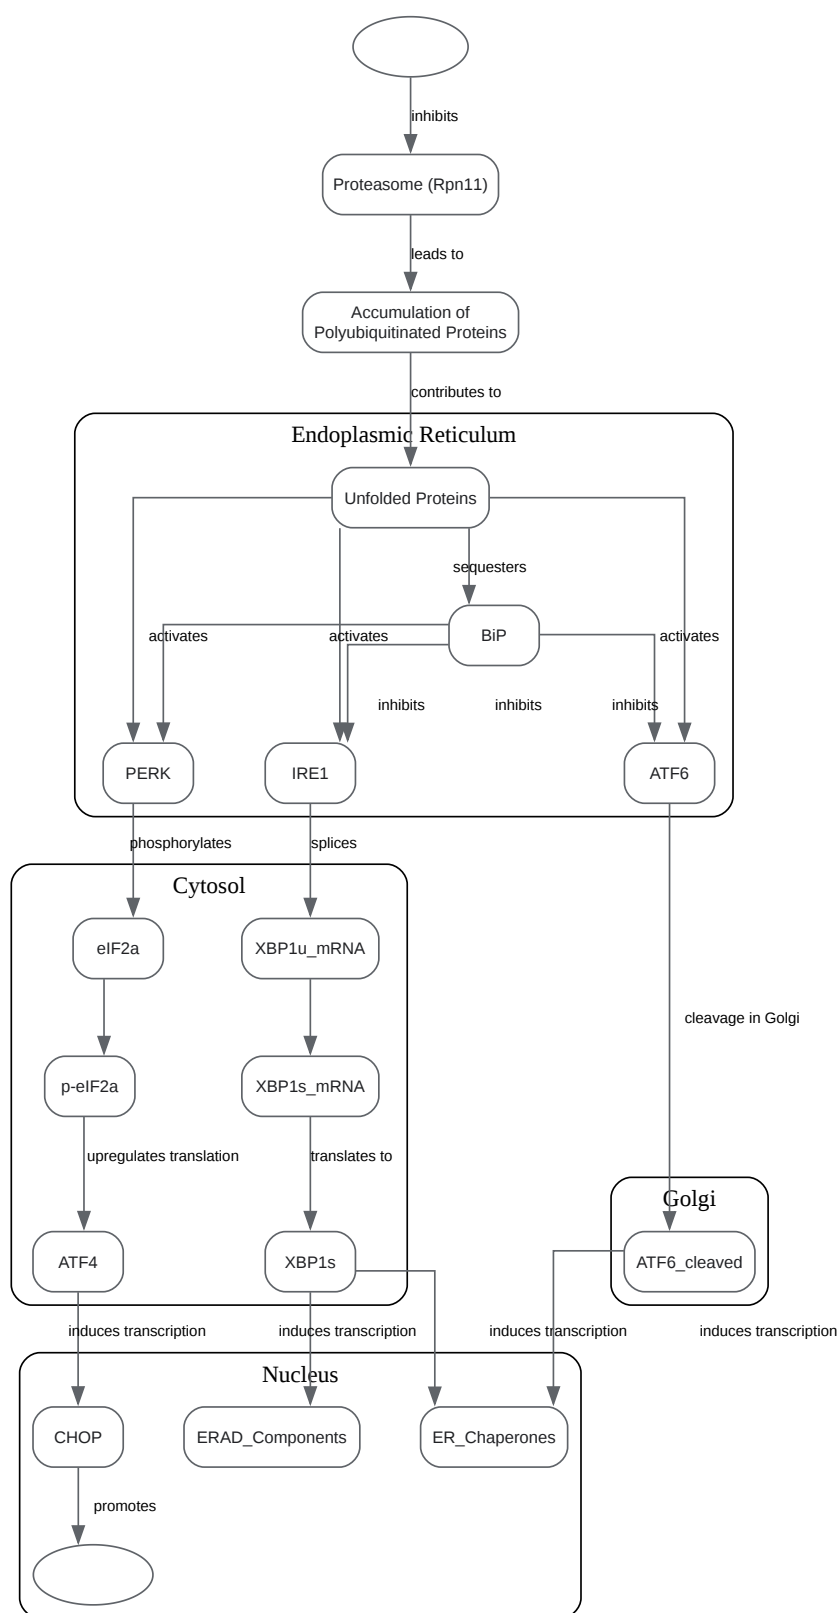 inhibits
Proteasome (Rpn11)
leads to
Accumulation of
Polyubiquitinated Proteins
contributes to
Endoplasmic Reticulum
Unfolded Proteins
sequesters
activates
activates
BiP
activates
inhibits
inhibits
inhibits
PERK
IRE1
ATF6
phosphorylates
splices
Cytosol
eIF2a
XBP1u_mRNA
cleavage in Golgi
p-eIF2a
XBP1s_mRNA
upregulates translation
translates to
Golgi
ATF4
XBP1s
ATF6_cleaved
induces transcription
induces transcription
induces transcription
induces transcription
Nucleus
CHOP
ERAD_Components
ER_Chaperones
promotes